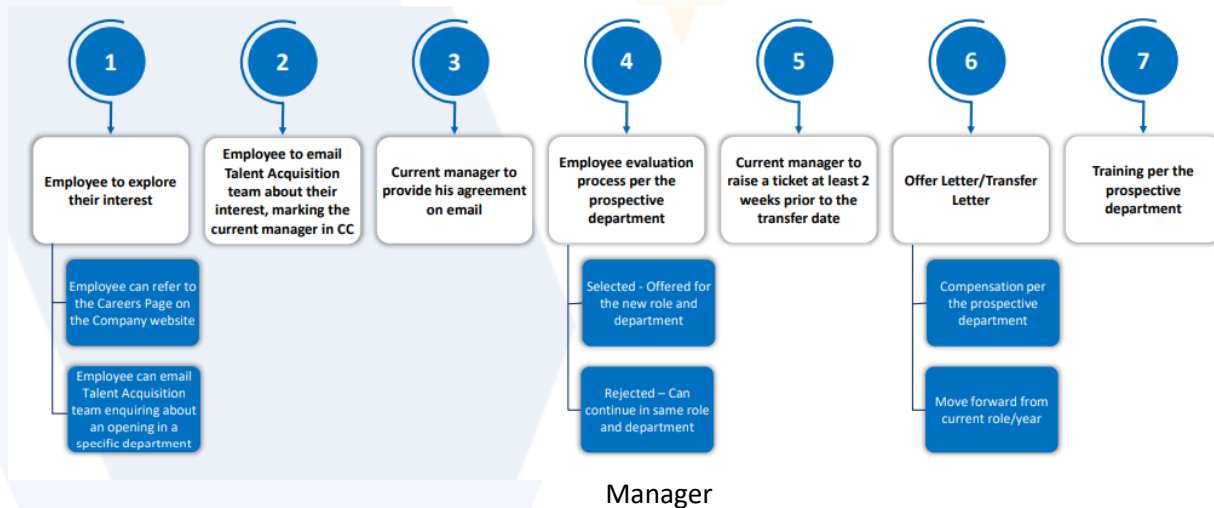 1
2
3
4
5
6
7
Employee to explore
their interest
Employee to email
Talent Acquisition
team about their
interest, marking the
current manager in CC
Current manager to
provide his agreement
on email
Employee evaluation
process per the
prospective
department
Current manager to
raise a ticket at least 2
weeks prior to the
transfer date
Offer Letter/Transfer
Letter
Training per the
prospective
department
Employee can refer to
the Careers Page on
the Company website
Employee can email
Talent Acquisition
team enquiring about
an opening in a
specific department
Selected - Offered for
the new role and
department
Rejected – Can
continue in same role
and department
Compensation per
the prospective
department
Move forward from
current role/year
Manager